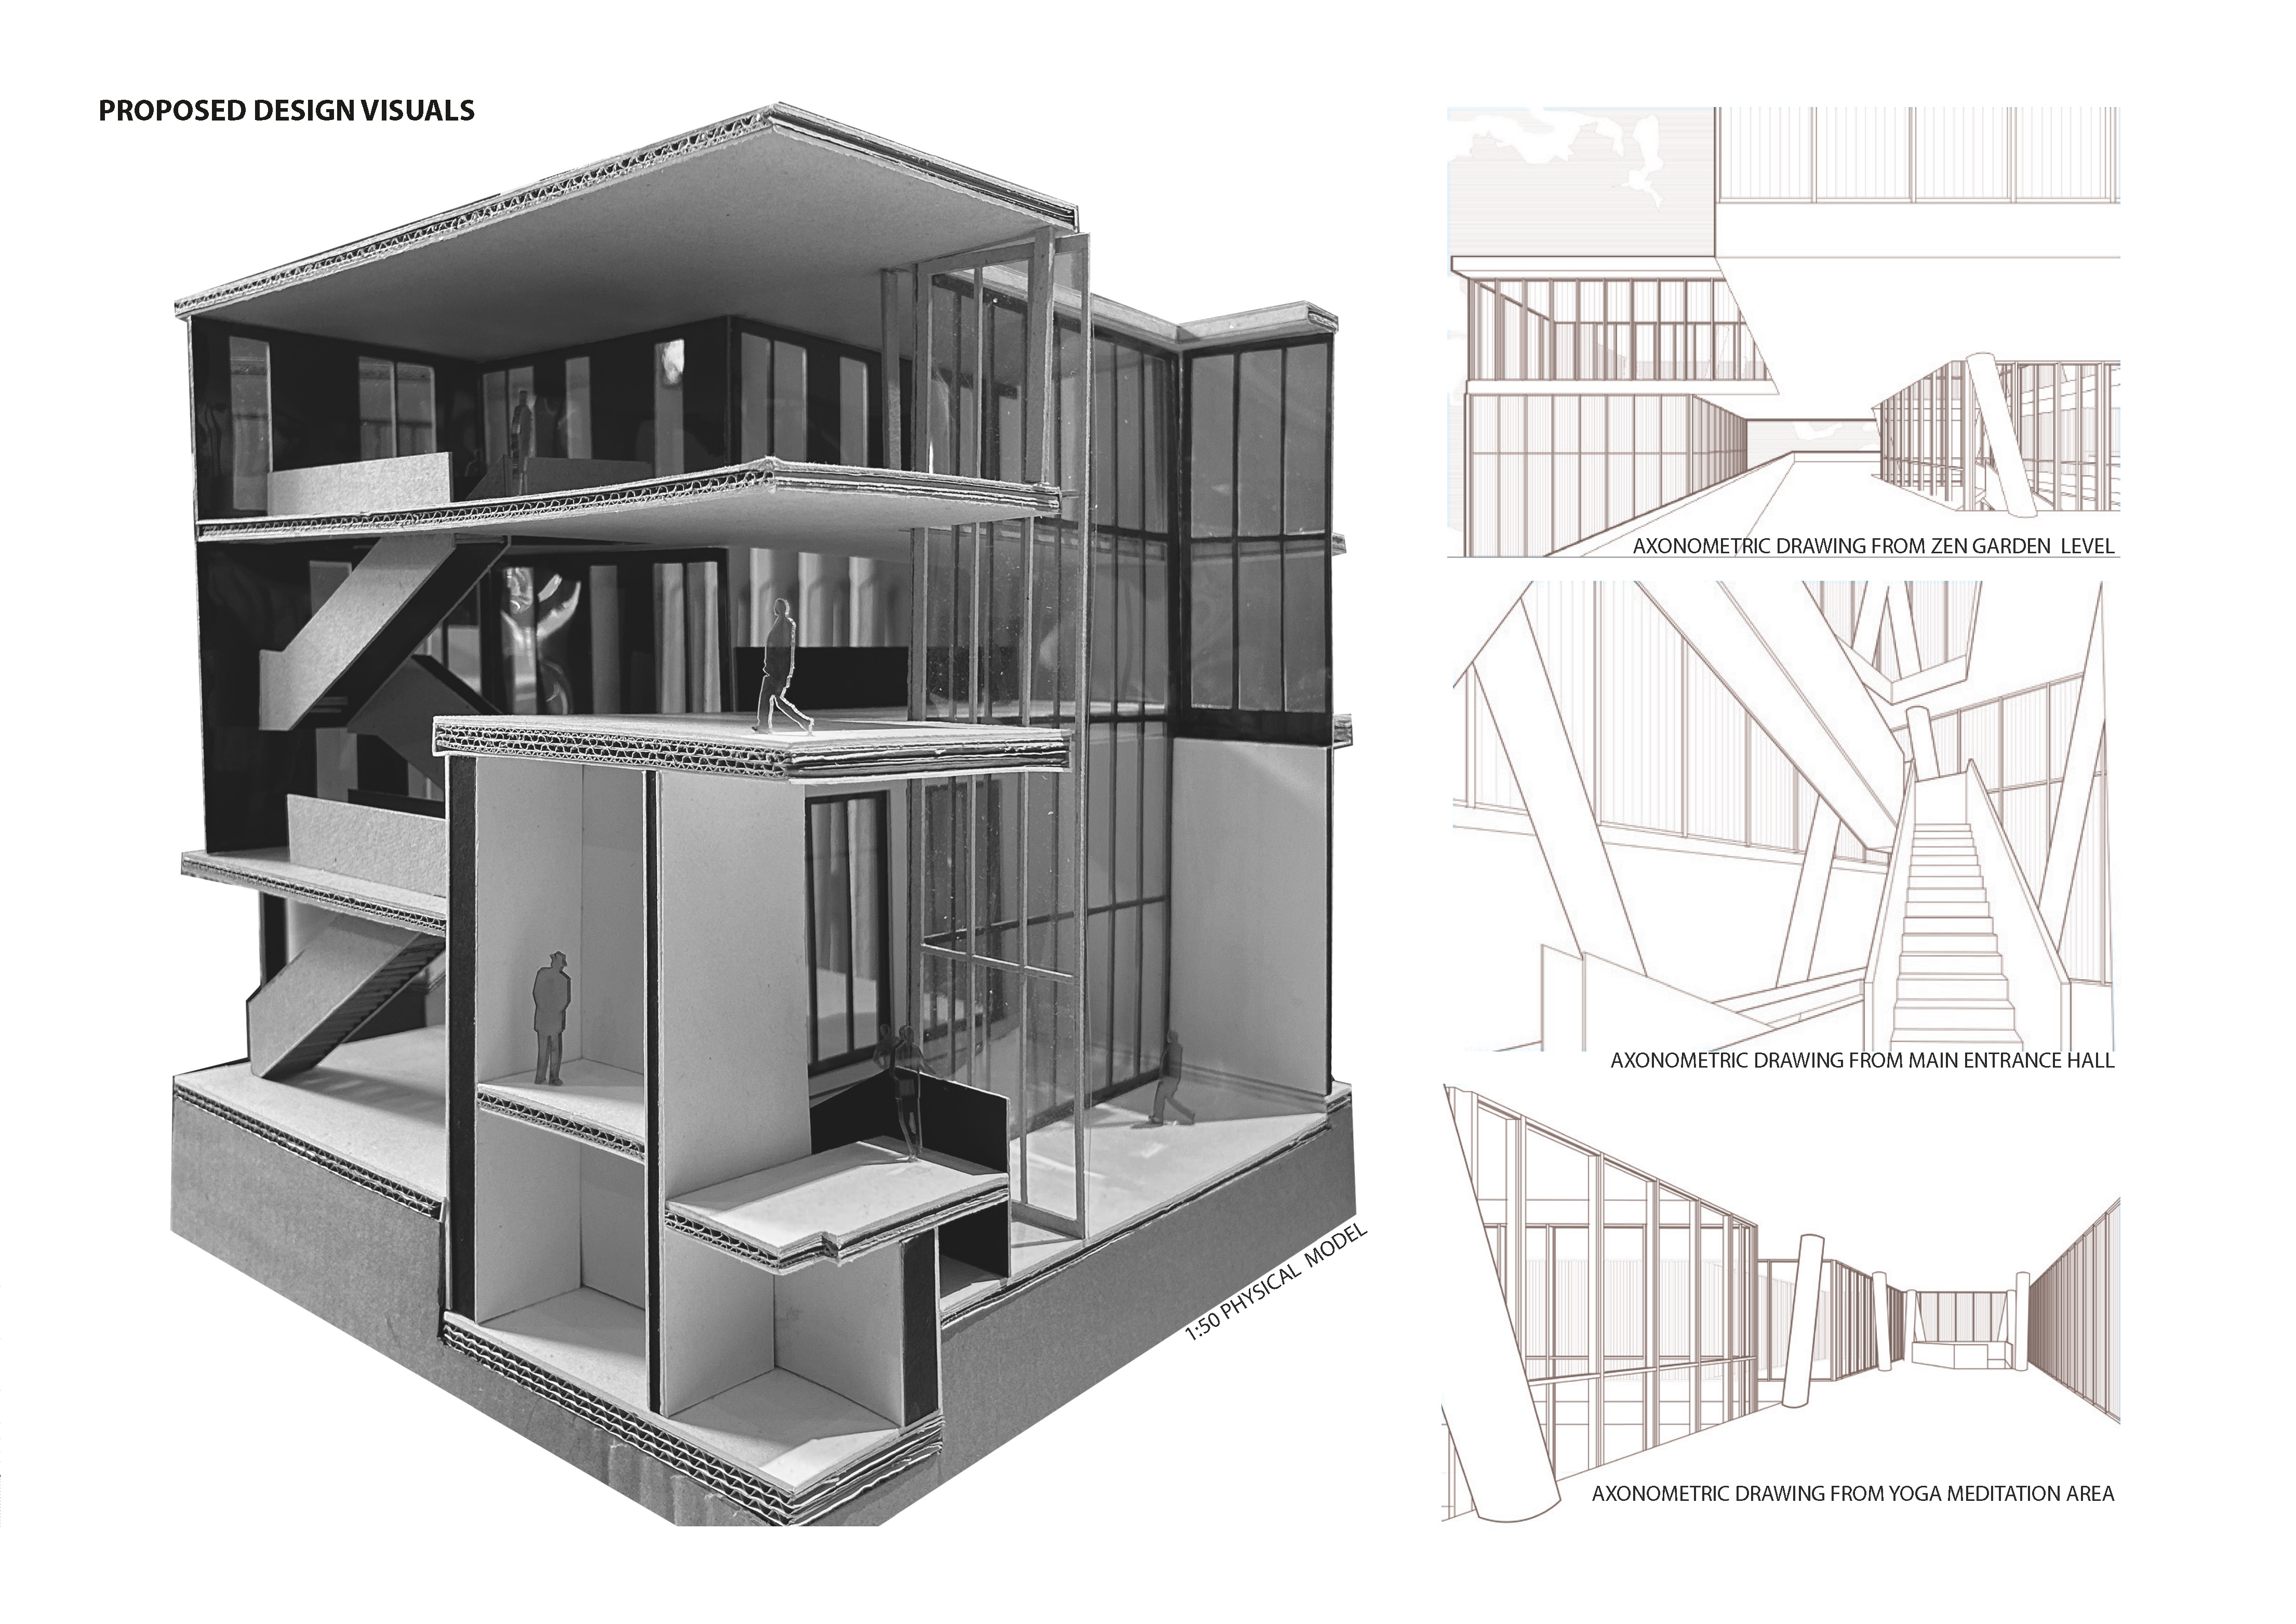 PROPOSED DESIGN VISUALS
AXONOMETRIC DRAWING FROM ZEN GARDEN LEVEL
AXONOMETRIC DRAWING FROM MAIN ENTRANCE HALL
1:50 PHYSICAL MODEL
AXONOMETRIC DRAWING FROM YOGA MEDITATION AREA